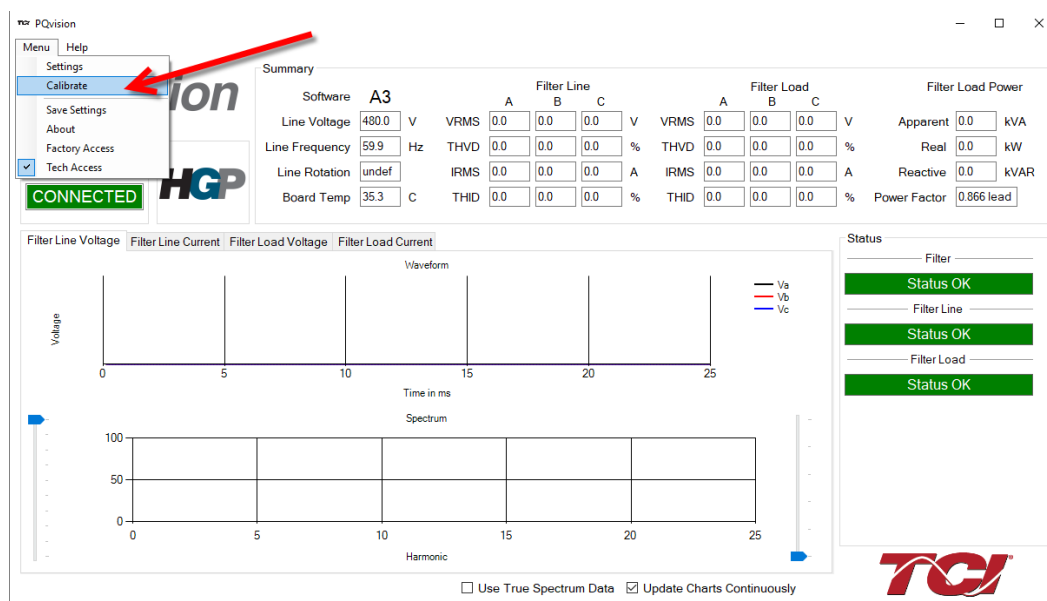 TCI PQvision
Menu Help
Settings
Calibrate
Save Settings
About
Factory Access
Tech Access
ion
CONNECTED
HGP
Summary
Software A3
Line Voltage 480.0 V
Line Frequency 59.9 Hz
Line Rotation undef
Board Temp 35.3 C
Filter Line
A B C
VRMS 0.0 0.0 0.0 V
THVD 0.0 0.0 0.0 %
IRMS 0.0 0.0 0.0 A
THID 0.0 0.0 0.0 %
Filter Load
A B C
VRMS 0.0 0.0 0.0 V
THVD 0.0 0.0 0.0 %
IRMS 0.0 0.0 0.0 A
THID 0.0 0.0 0.0 %
Filter Load Power
Apparent 0.0 kVA
Real 0.0 kW
Reactive 0.0 kVAR
Power Factor 0.866 lead
Filter Line Voltage Filter Line Current Filter Load Voltage Filter Load Current
Waveform
Voltage
Va
Vb
Vc
0 5 10 15 20 25
Time in ms
Spectrum
100
50
0
0 5 10 15 20 25
Harmonic
Use True Spectrum Data Update Charts Continuously
Status
Filter
Status OK
Filter Line
Status OK
Filter Load
Status OK
TCI